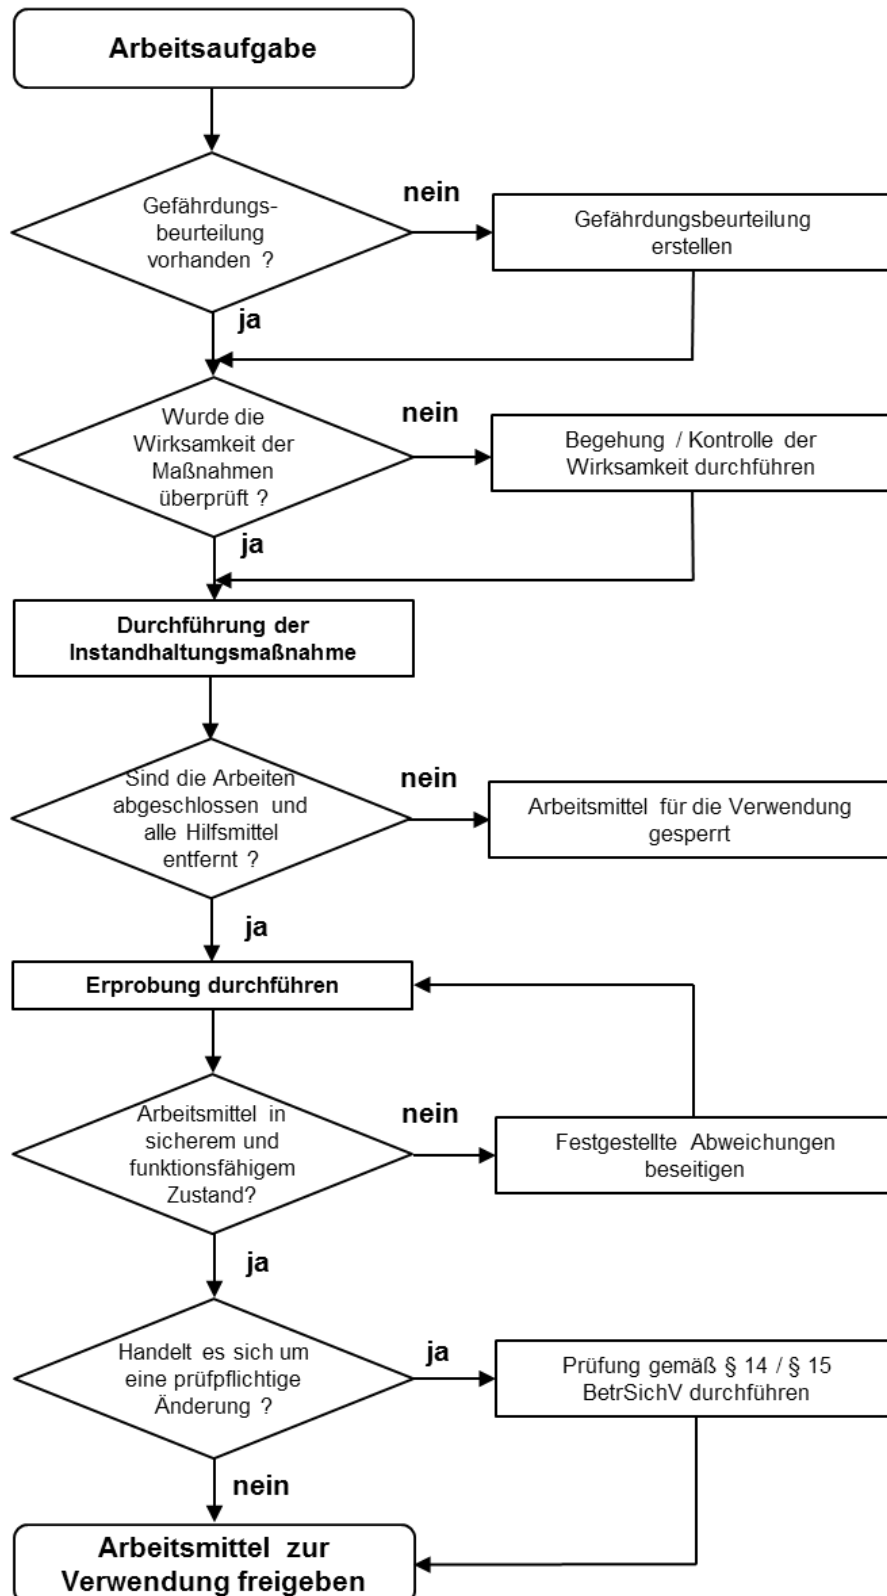 Arbeitsaufgabe
Gefährdungs-
beurteilung
vorhanden ?
nein
Gefährdungsbeurteilung
erstellen
ja
Wurde die
Wirksamkeit der
Maßnahmen
überprüft ?
nein
Begehung / Kontrolle der
Wirksamkeit durchführen
ja
Durchführung der
Instandhaltungsmaßnahme
Sind die Arbeiten
abgeschlossen und
alle Hilfsmittel
entfernt ?
nein
Arbeitsmittel für die Verwendung
gesperrt
ja
Erprobung durchführen
Arbeitsmittel in
sicherem und
funktionsfähigem
Zustand?
nein
Festgestellte Abweichungen
beseitigen
ja
Handelt es sich um
eine prüfpflichtige
Änderung ?
ja
Prüfung gemäß § 14 / § 15
BetrSichV durchführen
nein
Arbeitsmittel zur
Verwendung freigeben